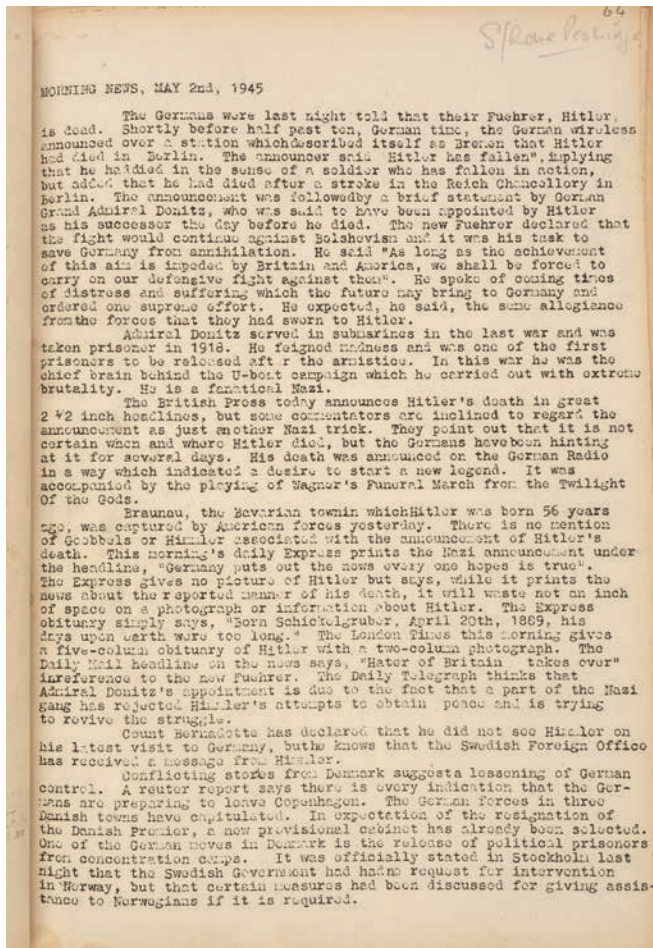 64
MORNING NEWS, MAY 2nd, 1945
The Germans were last night told that their Fuehrer, Hitler,
is dead. Shortly before half past ten, German time, the German wireless
announced over a station whichdescribed itself as Bremen that Hitler
had died in Berlin. The announcer said "Hitler has fallen", implying
that he haddied in the sense of a soldier who has fallen in action,
but added that he had died after a stroke in the Reich Chancellory in
Berlin. The announcement was followedby a brief statement by German
Grand Admiral Donitz, who was said to have been appointed by Hitler
as his successor the day before he died. The new Fuehrer declared that
the fight would continue against Bolshevism and it was his task to
save Germany from annihilation. He said "As long as the achievement
of this aim is impeded by Britain and America, we shall be forced to
carry on our defensive fight against them". He spoke of coming times
of distress and suffering which the future may bring to Germany and
ordered one supreme effort. He expected, he said, the same allegiance
fromthe forces that they had sworn to Hitler.
Admiral Donitz served in submarines in the last war and was
taken prisoner in 1918. He feigned madness and was one of the first
prisoners to be released aft r the armistice. In this war he was the
chief brain behind the U-boat campaign which he carried out with extreme
brutality. He is a fanatical Nazi.
The British Press today announces Hitler's death in great
2 1/2 inch headlines, but some commentators are inclined to regard the
announcement as just another Nazi trick. They point out that it is not
certain when and where Hitler died, but the Germans havebeen hinting
at it for several days. His death was announced on the German Radio
in a way which indicated a desire to start a new legend. It was
accompanied by the playing of Wagner's Funeral March from the Twilight
Of the Gods.
Braunau, the Bavarian townin whichHitler was born 56 years
ago, was captured by American forces yesterday. There is no mention
of Goebbels or Himmler associated with the announcement of Hitler's
death. This morning's daily Express prints the Nazi announcement under
the headline, "Germany puts out the news every one hopes is true".
The Express gives no picture of Hitler but says, while it prints the
news about the reported manner of his death, it will waste not an inch
of space on a photograph or information about Hitler. The Express
obituary simply says, "Born Schickelgruber, April 20th, 1889, his
days upon earth were too long." The London Times this morning gives
a five-column obituary of Hitler with a two-column photograph. The
Daily Mail headline on the news says, "Hater of Britain takes over"
inreference to the new Fuehrer. The Daily Telegraph thinks that
Admiral Donitz's appointment is due to the fact that a part of the Nazi
gang has rejected Himmler's attempts to obtain peace and is trying
to revive the struggle.
Count Bernadotte has declared that he did not see Himmler on
his latest visit to Germany, buthe knows that the Swedish Foreign Office
has received a message from Himmler.
Conflicting stories from Denmark suggesta lessening of German
control. A reuter report says there is every indication that the Ger-
mans are preparing to leave Copenhagen. The German forces in three
Danish towns have capitulated. In expectation of the resignation of
the Danish Premier, a new provisional cabinet has already been selected.
One of the German moves in Denmark is the release of political prisoners
from concentration camps. It was officially stated in Stockholm last
night that the Swedish Government had hadno request for intervention
in Norway, but that certain measures had been discussed for giving assis-
tance to Norwegians if it is required.